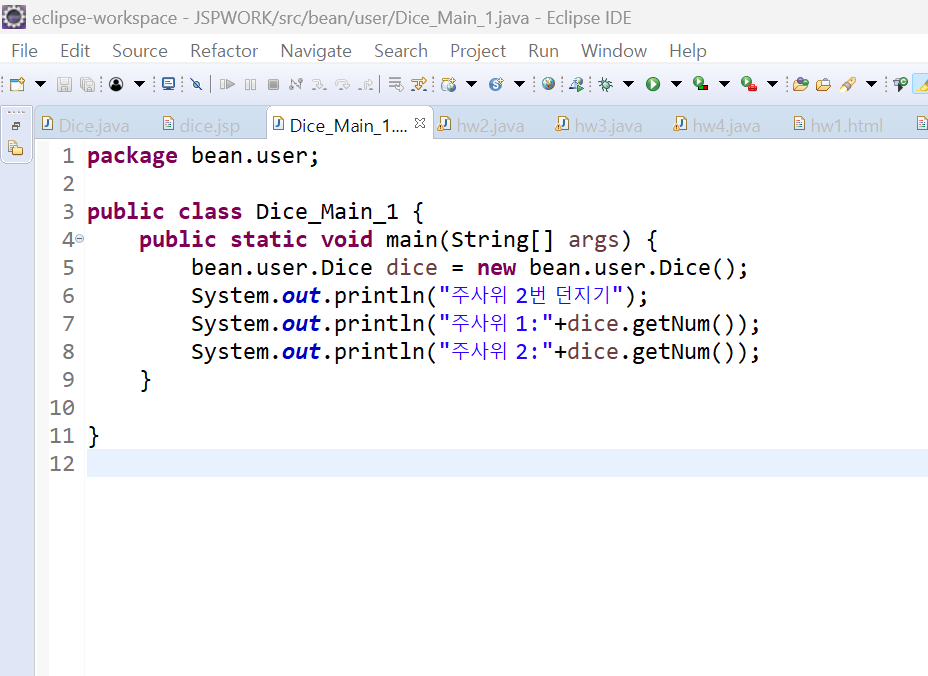 eclipse-workspace - JSPWORK/src/bean/user/Dice_Main_1.java - Eclipse IDE
File Edit Source Refactor Navigate Search Project Run Window Help
Dice.java dice.jsp Dice_Main_1.... hw2.java hw3.java hw4.java hw1.html
1 package bean.user;
2
3 public class Dice_Main_1 {
4 public static void main(String[] args) {
5 bean.user.Dice dice = new bean.user.Dice();
6 System.out.println("주사위 2번 던지기");
7 System.out.println("주사위 1:"+dice.getNum());
8 System.out.println("주사위 2:"+dice.getNum());
9 }
10
11 }
12